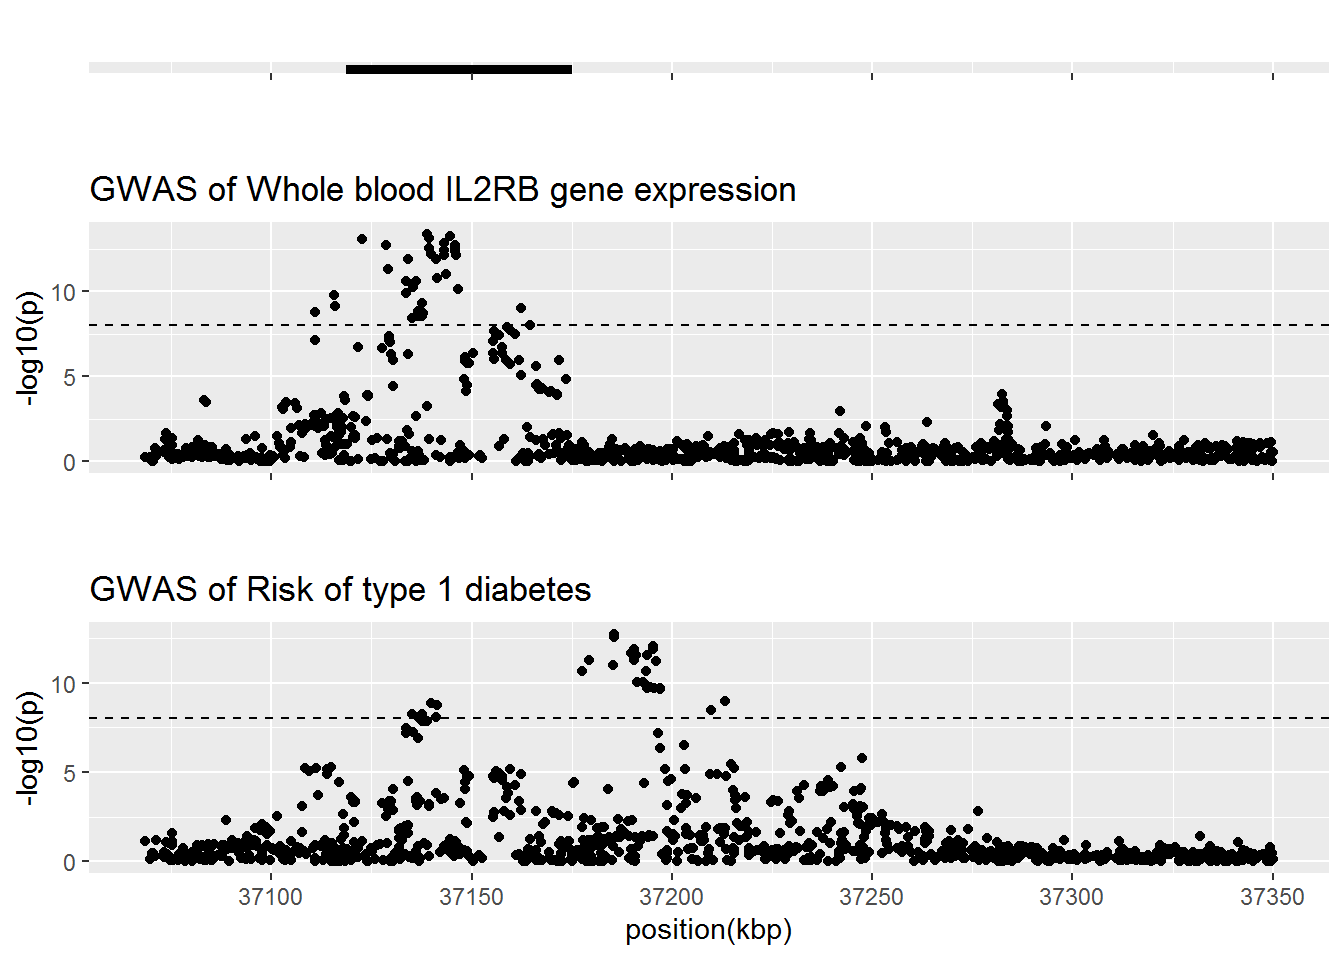 GWAS of Whole blood IL2RB gene expression
-log10(p)
10
5
0
GWAS of Risk of type 1 diabetes
-log10(p)
10
5
0
37100 37150 37200 37250 37300 37350
position(kbp)